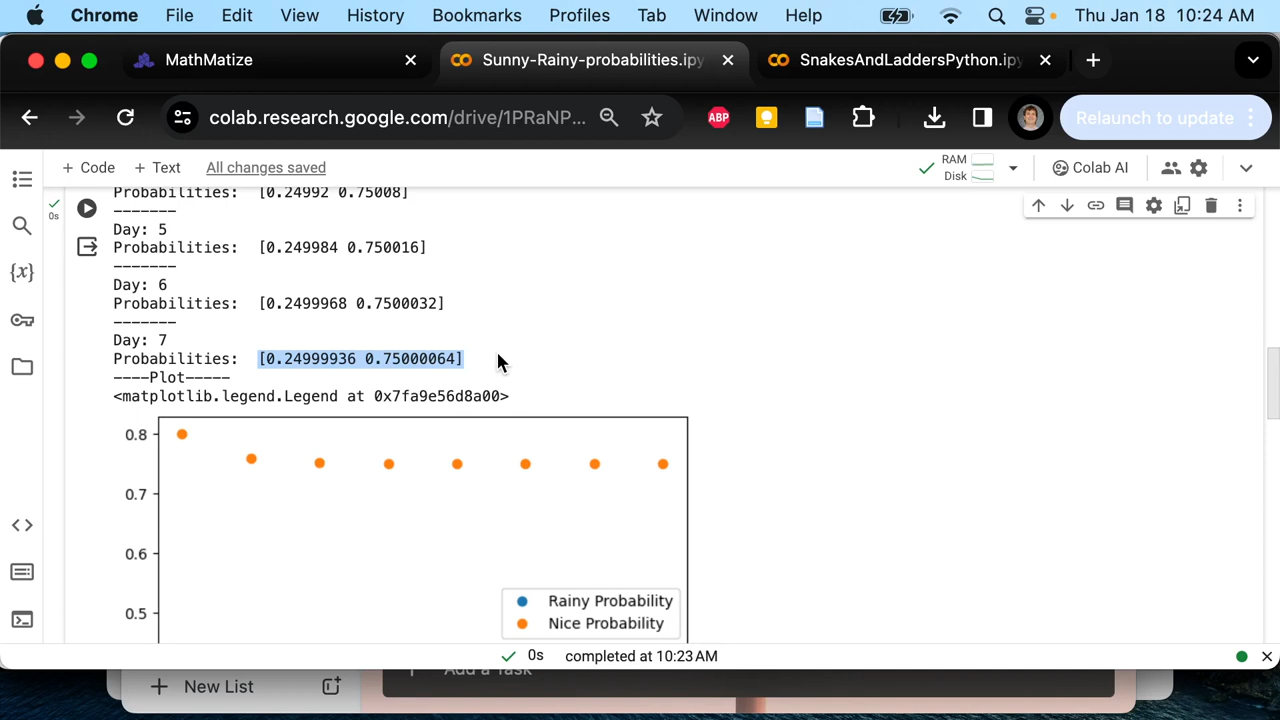 Chrome File Edit View History Bookmarks Profiles Tab Window Help Thu Jan 18 10:24 AM
MathMatize Sunny-Rainy-probabilities.ipy SnakesAndLaddersPython.ipy
colab.research.google.com/drive/1PRaNP... ABP Relaunch to update
+ Code + Text All changes saved RAM Disk Colab AI
Probabilities: [0.24992 0.75008]
-------
0s
Day: 5
Probabilities: [0.249984 0.750016]
-------
{x}
Day: 6
Probabilities: [0.2499968 0.7500032]
-------
Day: 7
Probabilities: [0.24999936 0.75000064]
----Plot-----
<matplotlib.legend.Legend at 0x7fa9e56d8a00>
0.8
0.7
0.6
Rainy Probability
0.5
Nice Probability
0s completed at 10:23 AM
+ Add a Task
+ New List